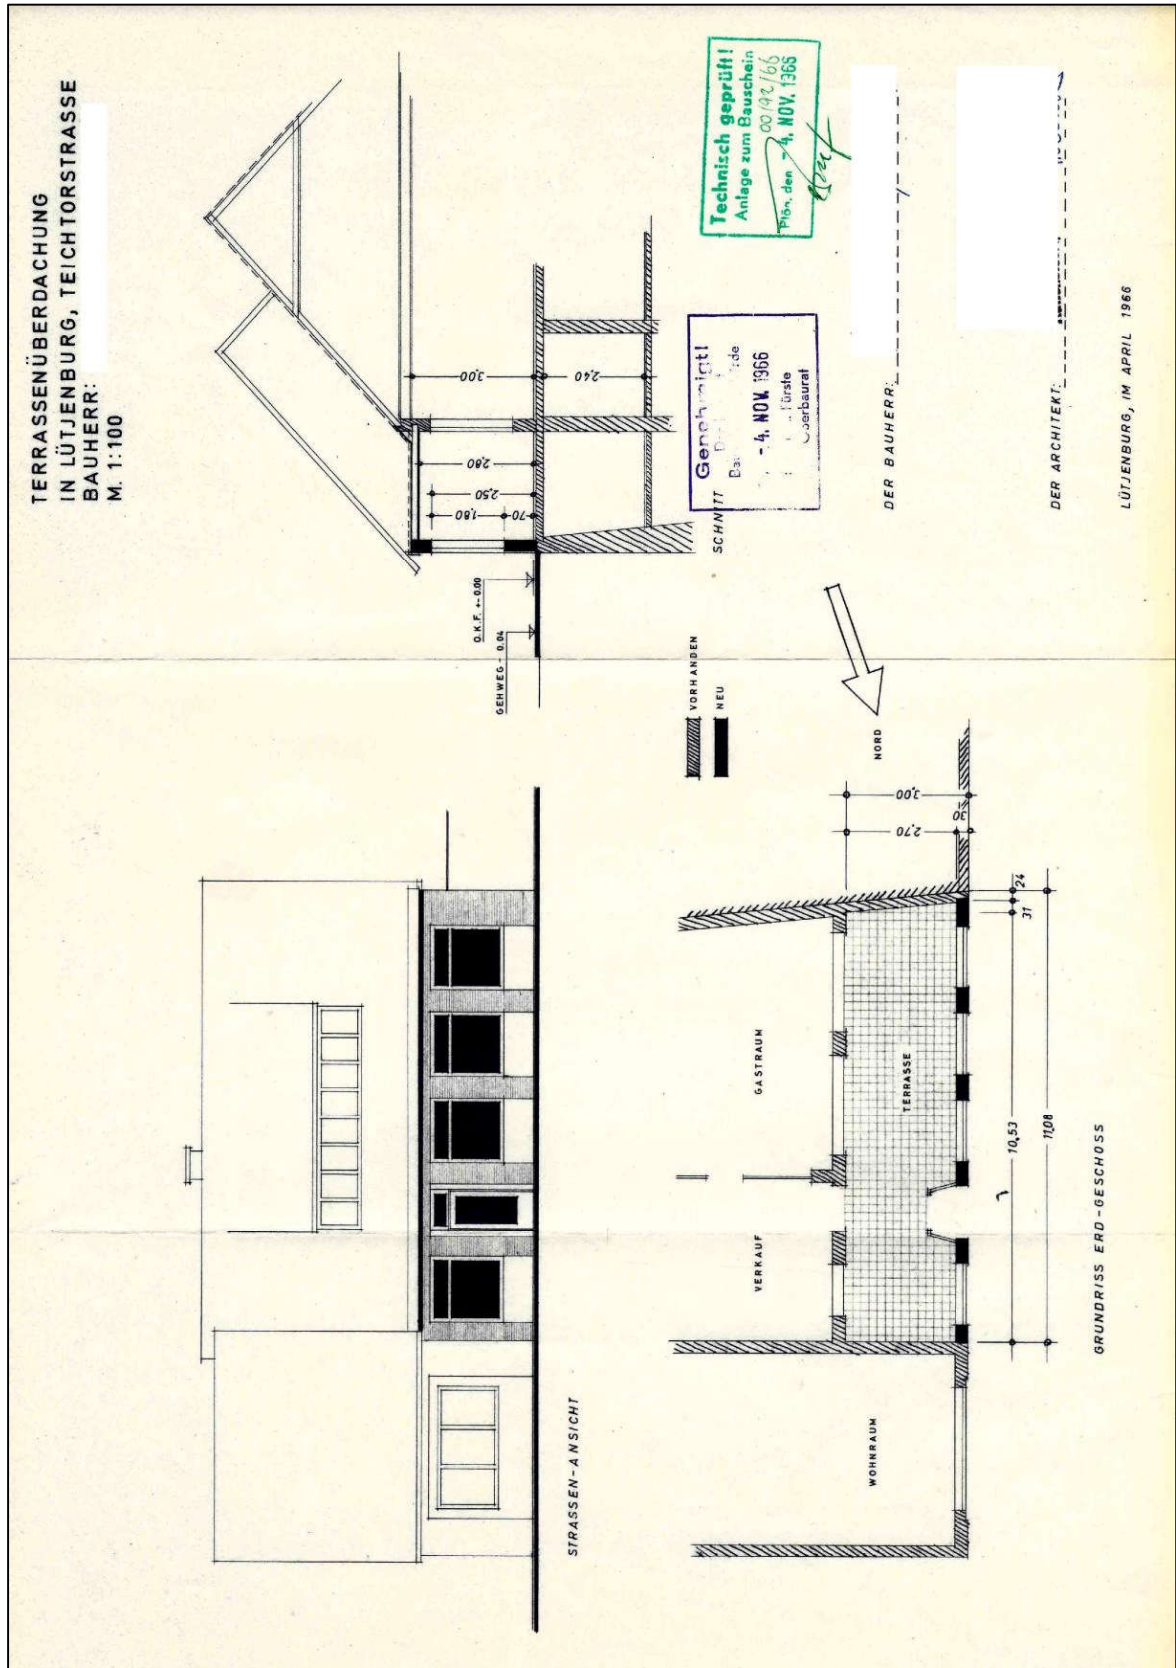 TERRASSENÜBERDACHUNG
IN LÜTJENBURG, TEICHTORSTRASSE
BAUHERR:
M. 1:100
3,00
2,80
2,50
1,80
70
2,40
O.K.F. +-0.00
GEHWEG - 0.04
SCHNITT
Technisch geprüft!
Anlage zum Bauschein
00192/66
Plön, den - 4. NOV. 1966
Genehmigt!
- 4. NOV. 1966
Oberbaurat
DER BAUHERR:
DER ARCHITEKT:
LÜTJENBURG, IM APRIL 1966
STRASSEN-ANSICHT
VORHANDEN
NEU
NORD
3,00
2,70
30
24
31
GASTRAUM
TERRASSE
VERKAUF
WOHNRAUM
10,53
11,08
GRUNDRISS ERD-GESCHOSS